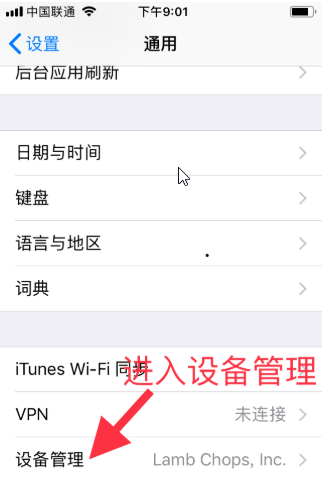 中国联通 下午9:01
设置 通用
后台应用刷新
日期与时间
键盘
语言与地区
词典
iTunes Wi-Fi 同步
进入设备管理
VPN 未连接
设备管理 Lamb Chops, Inc.